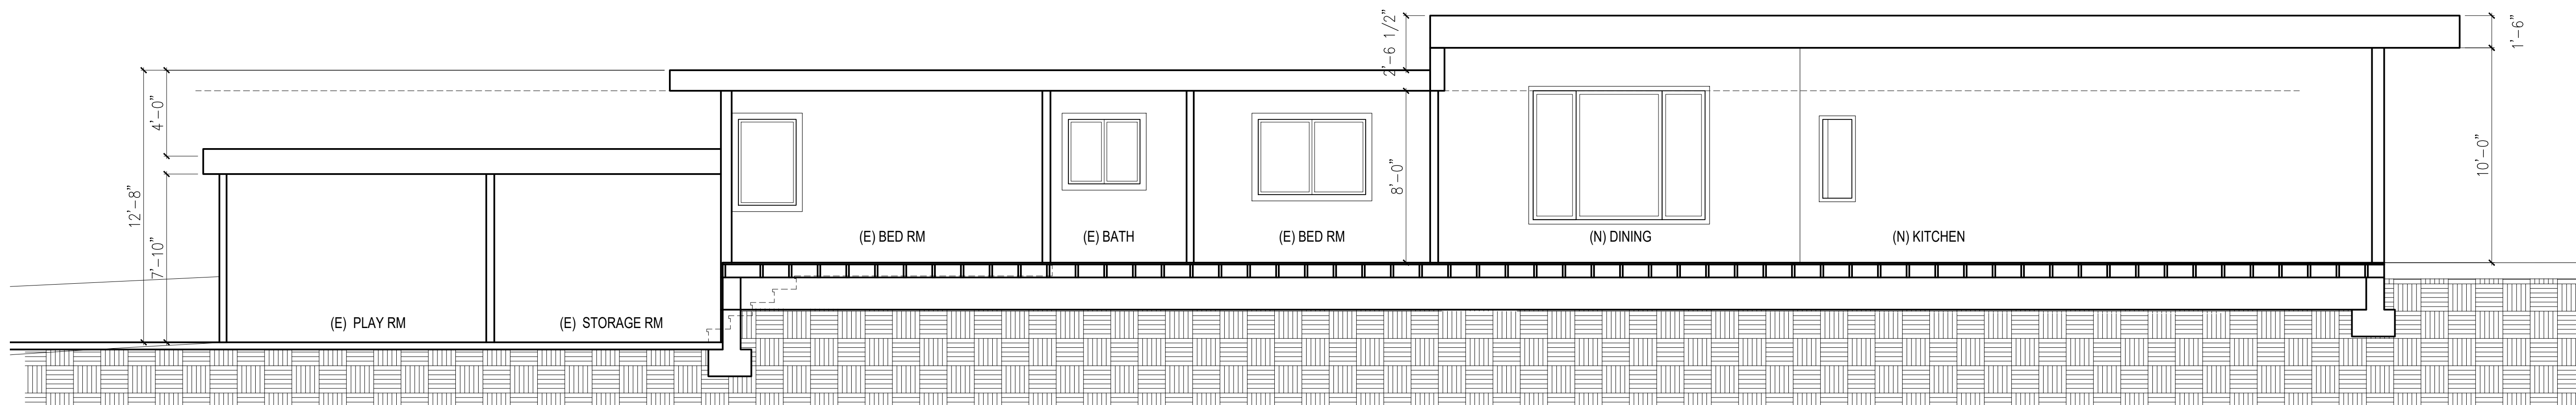 2'-6 1/2"
1'-6"
4'-0"
12'-8"
7'-10"
8'-0"
10'-0"
(E) BED RM
(E) BATH
(E) BED RM
(N) DINING
(N) KITCHEN
(E) PLAY RM
(E) STORAGE RM